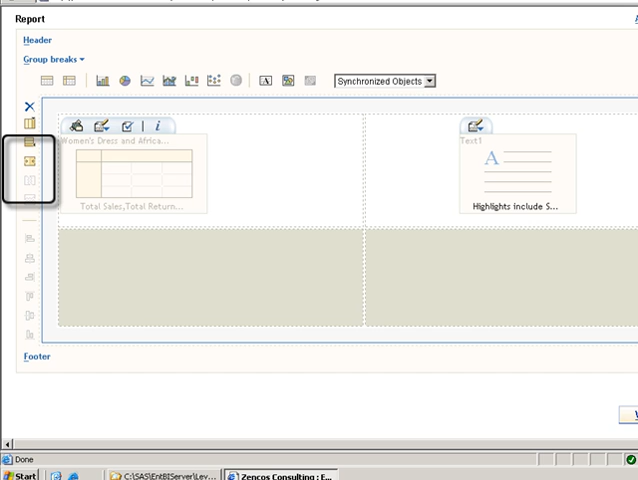 Report
Header
Group breaks
A
Synchronized Objects
i
Women's Dress and Africa...
Total Sales,Total Return...
Text1
A
Highlights include S...
Footer
Done
Start
C:\SAS\EntBIServer\Lev...
Zencos Consulting : E...